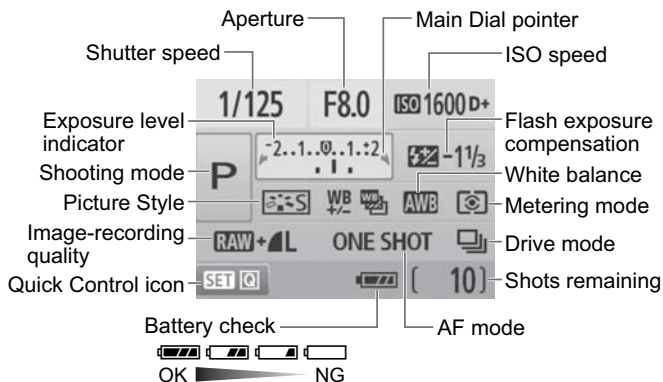 Aperture
Main Dial pointer
Shutter speed
ISO speed
1/125 F8.0 ISO 1600 D+
Exposure level
indicator
-2..1..0..1.:2
Flash exposure
compensation
-1 1/3
Shooting mode
P
White balance
Picture Style
S WB +/- WB AWB
Metering mode
Image-recording
quality
RAW+L ONE SHOT
Drive mode
Quick Control icon
SET Q
[ 10]
Shots remaining
Battery check
AF mode
OK NG